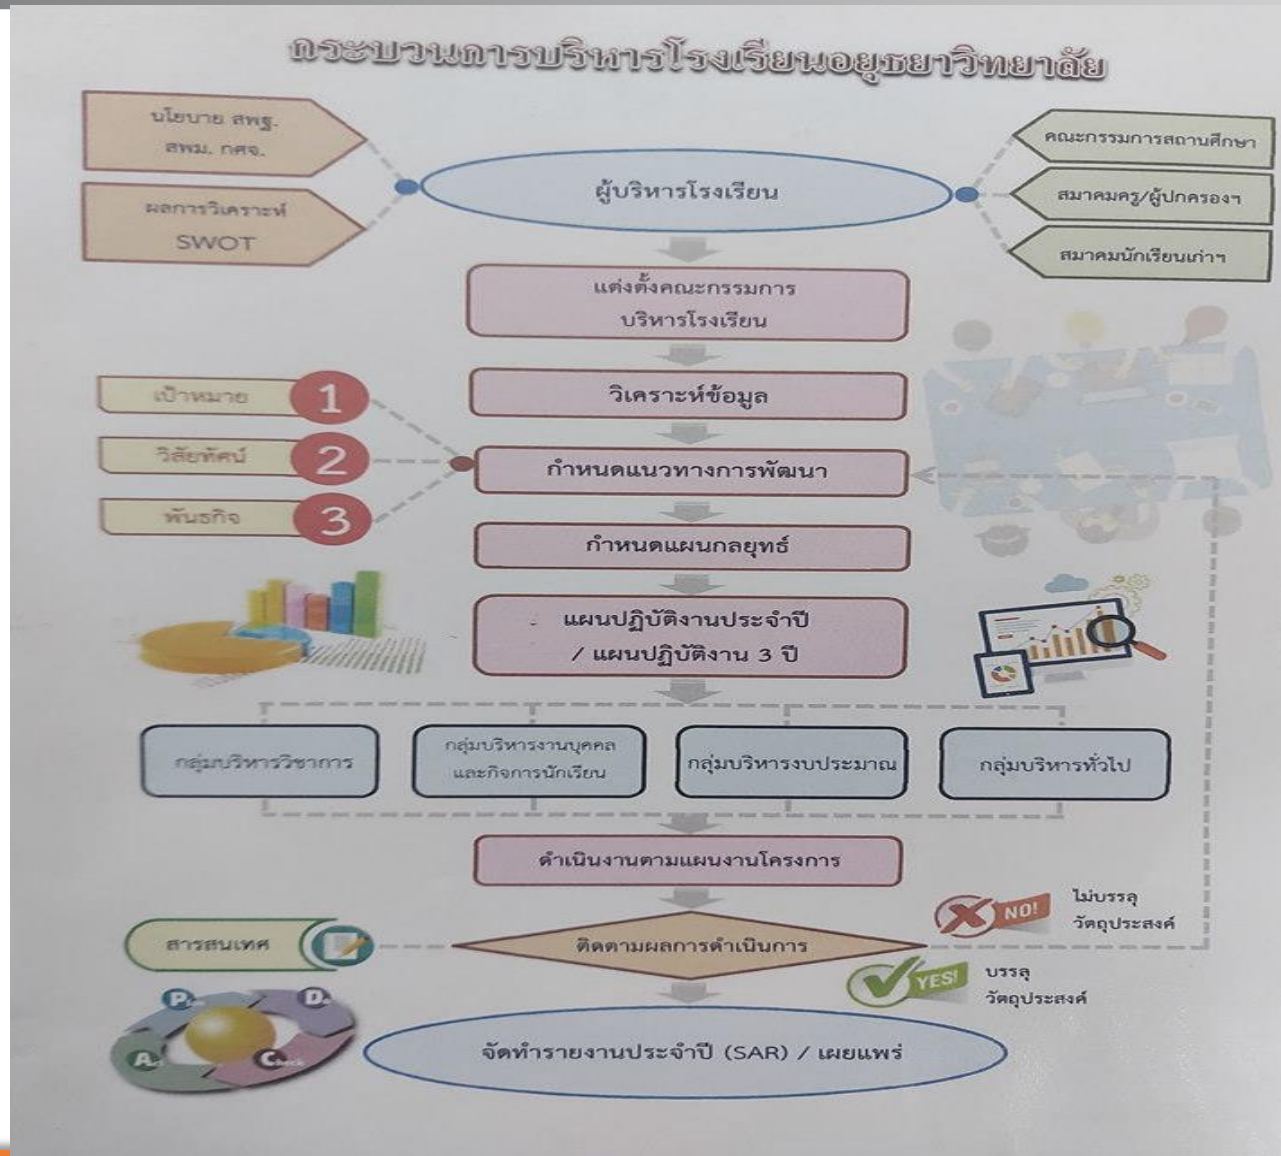 กระบวนการบริหารโรงเรียนอยุธยาวิทยาลัย
นโยบาย สพฐ.
สพม. กศจ.
ผลการวิเคราะห์
SWOT
ผู้บริหารโรงเรียน
คณะกรรมการสถานศึกษา
สมาคมครู/ผู้ปกครองฯ
สมาคมนักเรียนเก่าฯ
แต่งตั้งคณะกรรมการ
บริหารโรงเรียน
วิเคราะห์ข้อมูล
เป้าหมาย 1
วิสัยทัศน์ 2
พันธกิจ 3
กำหนดแนวทางการพัฒนา
กำหนดแผนกลยุทธ์
แผนปฏิบัติงานประจำปี
/ แผนปฏิบัติงาน 3 ปี
กลุ่มบริหารวิชาการ
กลุ่มบริหารงานบุคคล
และกิจการนักเรียน
กลุ่มบริหารงบประมาณ
กลุ่มบริหารทั่วไป
ดำเนินงานตามแผนงานโครงการ
NO!
ไม่บรรลุ
วัตถุประสงค์
สารสนเทศ
ติดตามผลการดำเนินการ
YES!
บรรลุ
วัตถุประสงค์
Plan
Do
Act
Check
จัดทำรายงานประจำปี (SAR) / เผยแพร่